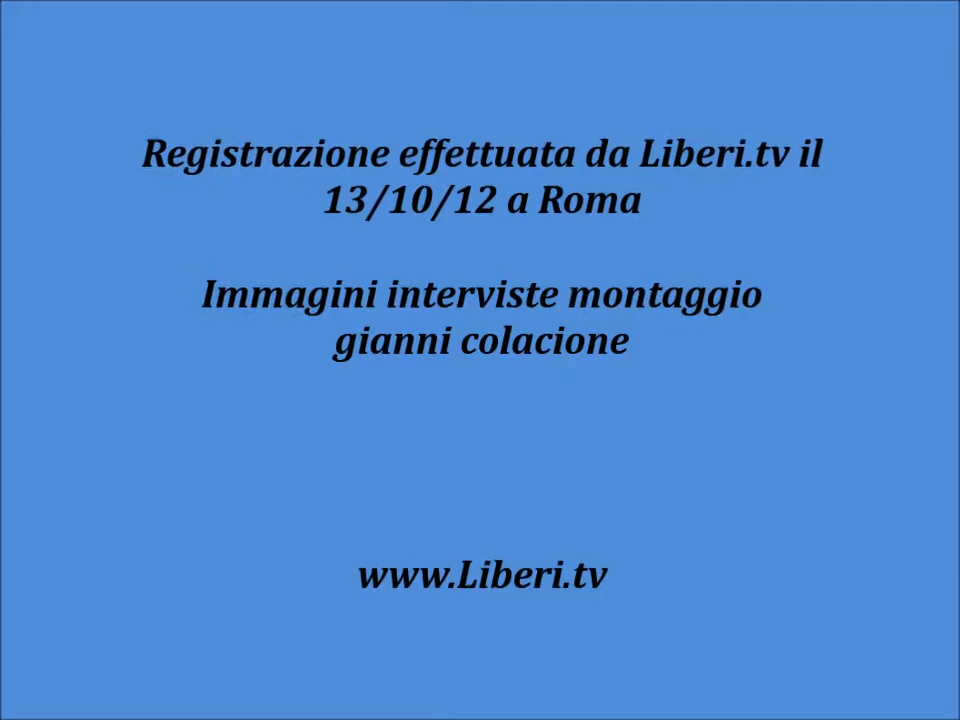 Registrazione effettuata da Liberi.tv il
13/10/12 a Roma
Immagini interviste montaggio
gianni colacione
www.Liberi.tv